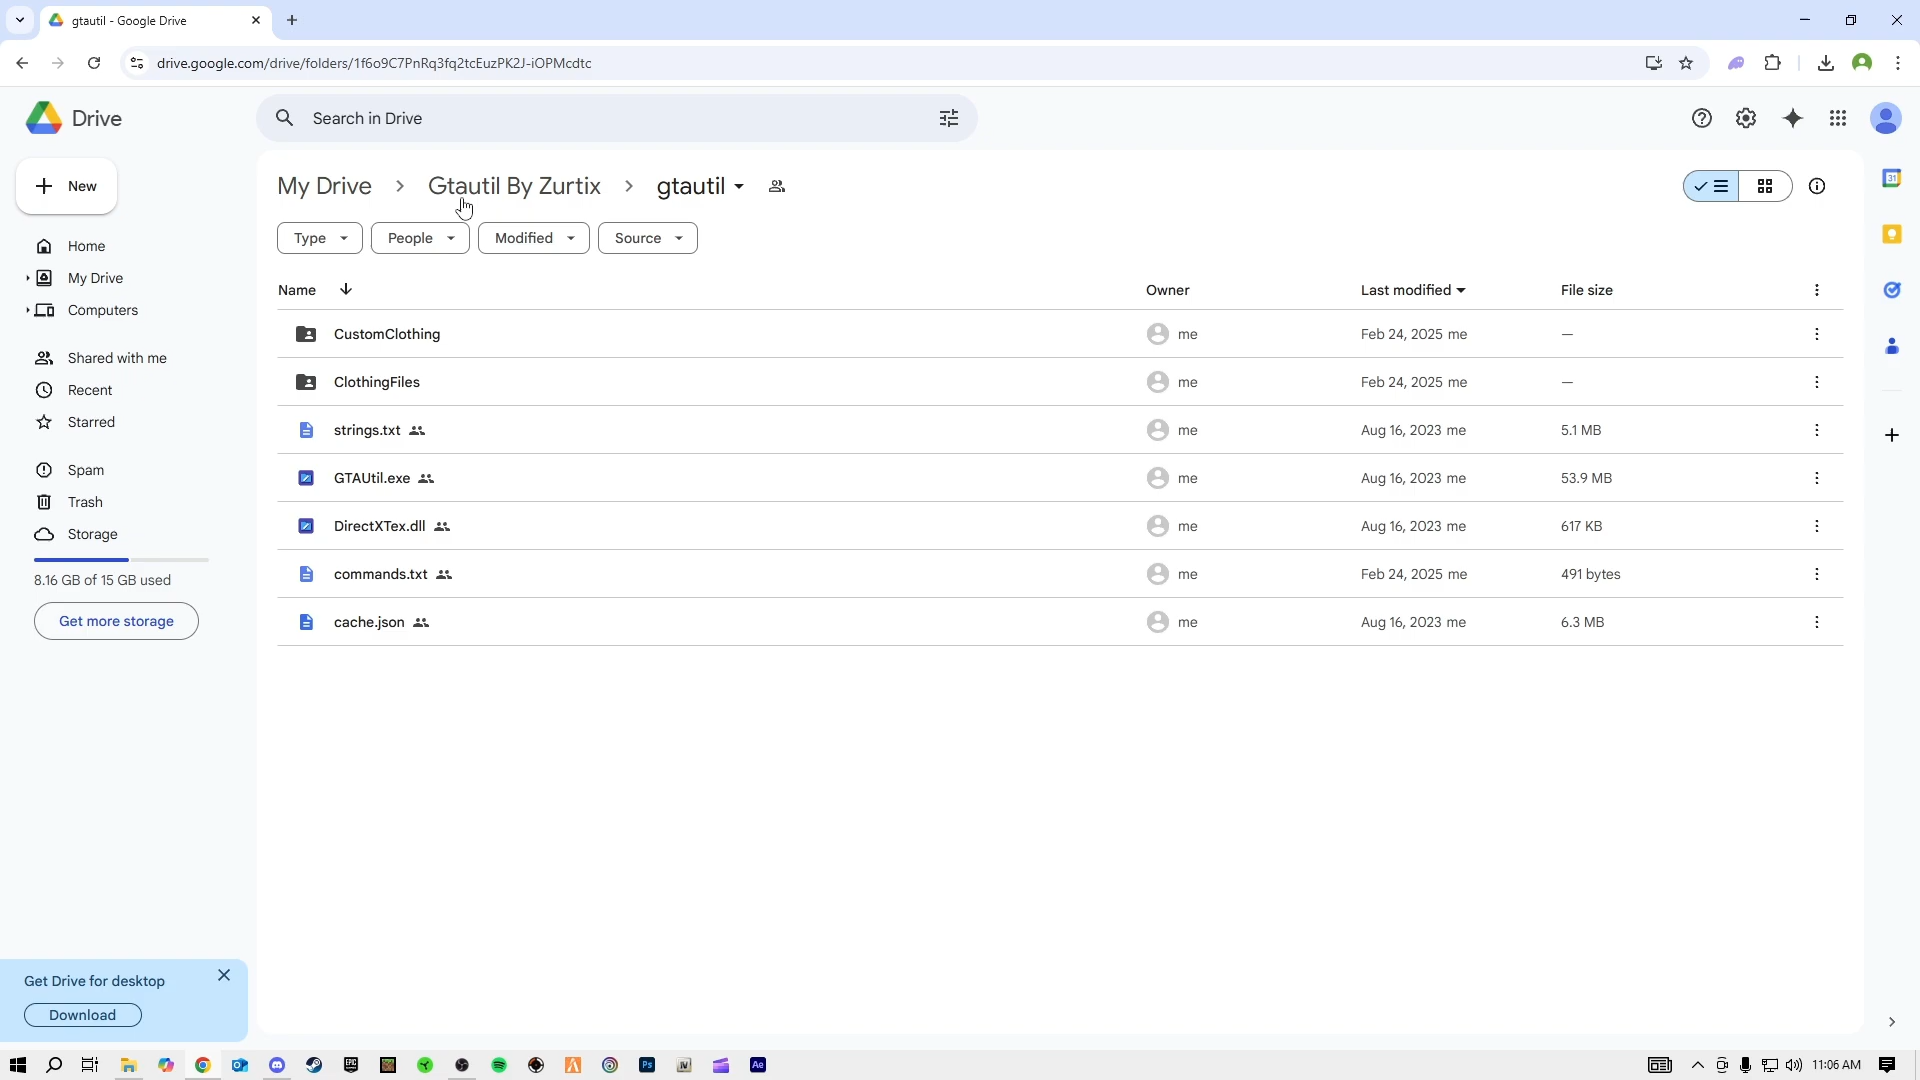 gtautil - Google Drive
drive.google.com/drive/folders/1f6o9C7PnRq3fq2tcEuzPK2J-iOPMcdtc
Drive
Search in Drive
New
My Drive > Gtautil By Zurtix > gtautil
Type People Modified Source
Home
My Drive
Computers
Shared with me
Recent
Starred
Spam
Trash
Storage
8.16 GB of 15 GB used
Get more storage
Name Owner Last modified File size
CustomClothing me Feb 24, 2025 me —
ClothingFiles me Feb 24, 2025 me —
strings.txt me Aug 16, 2023 me 5.1 MB
GTAUtil.exe me Aug 16, 2023 me 53.9 MB
DirectXTex.dll me Aug 16, 2023 me 617 KB
commands.txt me Feb 24, 2025 me 491 bytes
cache.json me Aug 16, 2023 me 6.3 MB
31
Get Drive for desktop
Download
EPIC
Ps
IV
Ae
11:06 AM